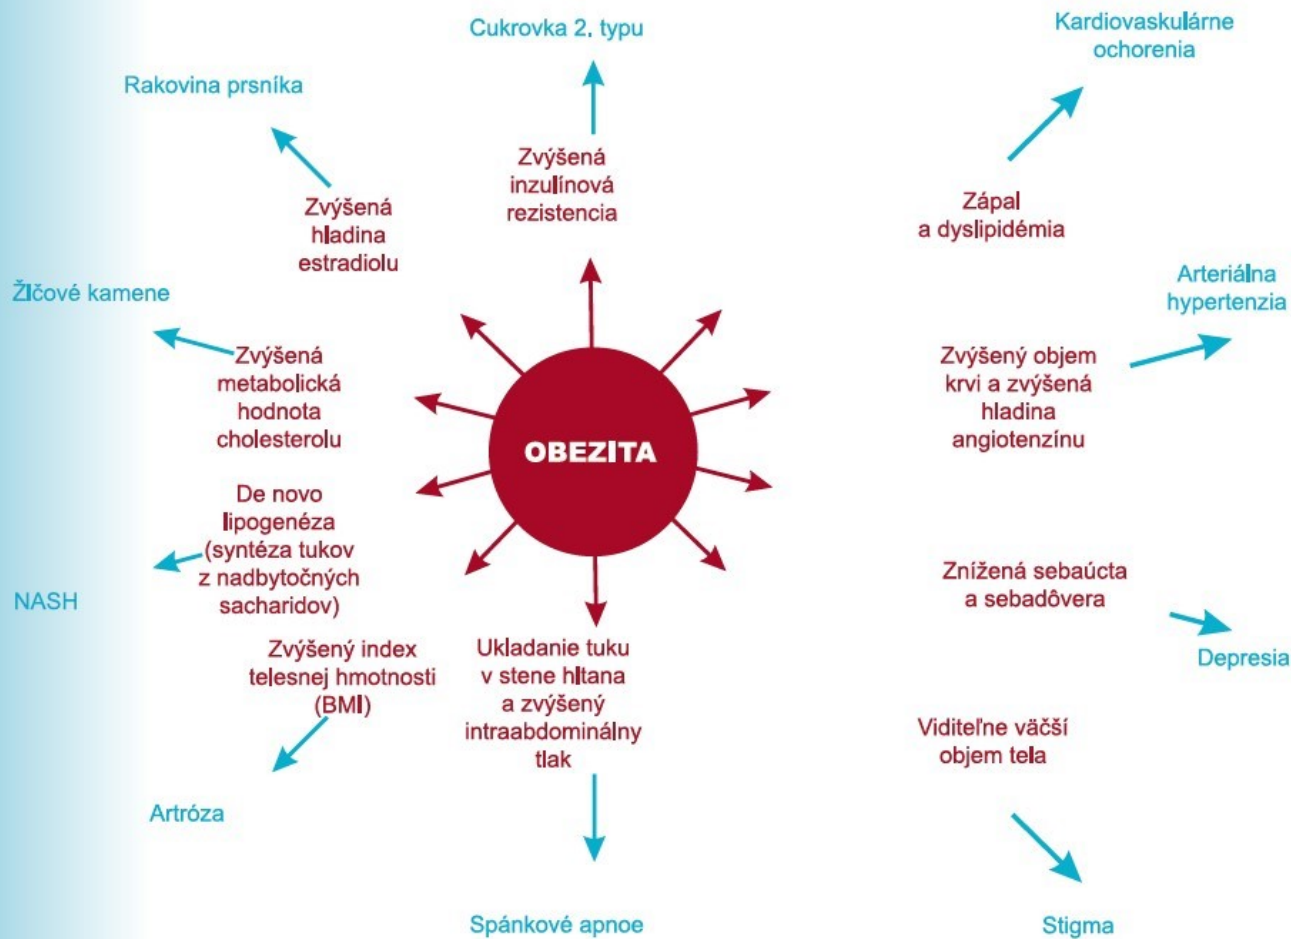 Cukrovka 2. typu
Kardiovaskulárne
ochorenia
Rakovina prsníka
Zvýšená
inzulínová
rezistencia
Zvýšená
hladina
estradiolu
Zápal
a dyslipidémia
Žlčové kamene
Arteriálna
hypertenzia
Zvýšená
metabolická
hodnota
cholesterolu
Zvýšený objem
krvi a zvýšená
hladina
angiotenzínu
OBEZITA
De novo
lipogenéza
(syntéza tukov
z nadbytočných
sacharidov)
NASH
Znížená sebaúcta
a sebadôvera
Depresia
Zvýšený index
telesnej hmotnosti
(BMI)
Ukladanie tuku
v stene hltana
a zvýšený
intraabdominálny
tlak
Viditeľne väčší
objem tela
Artróza
Spánkové apnoe
Stigma